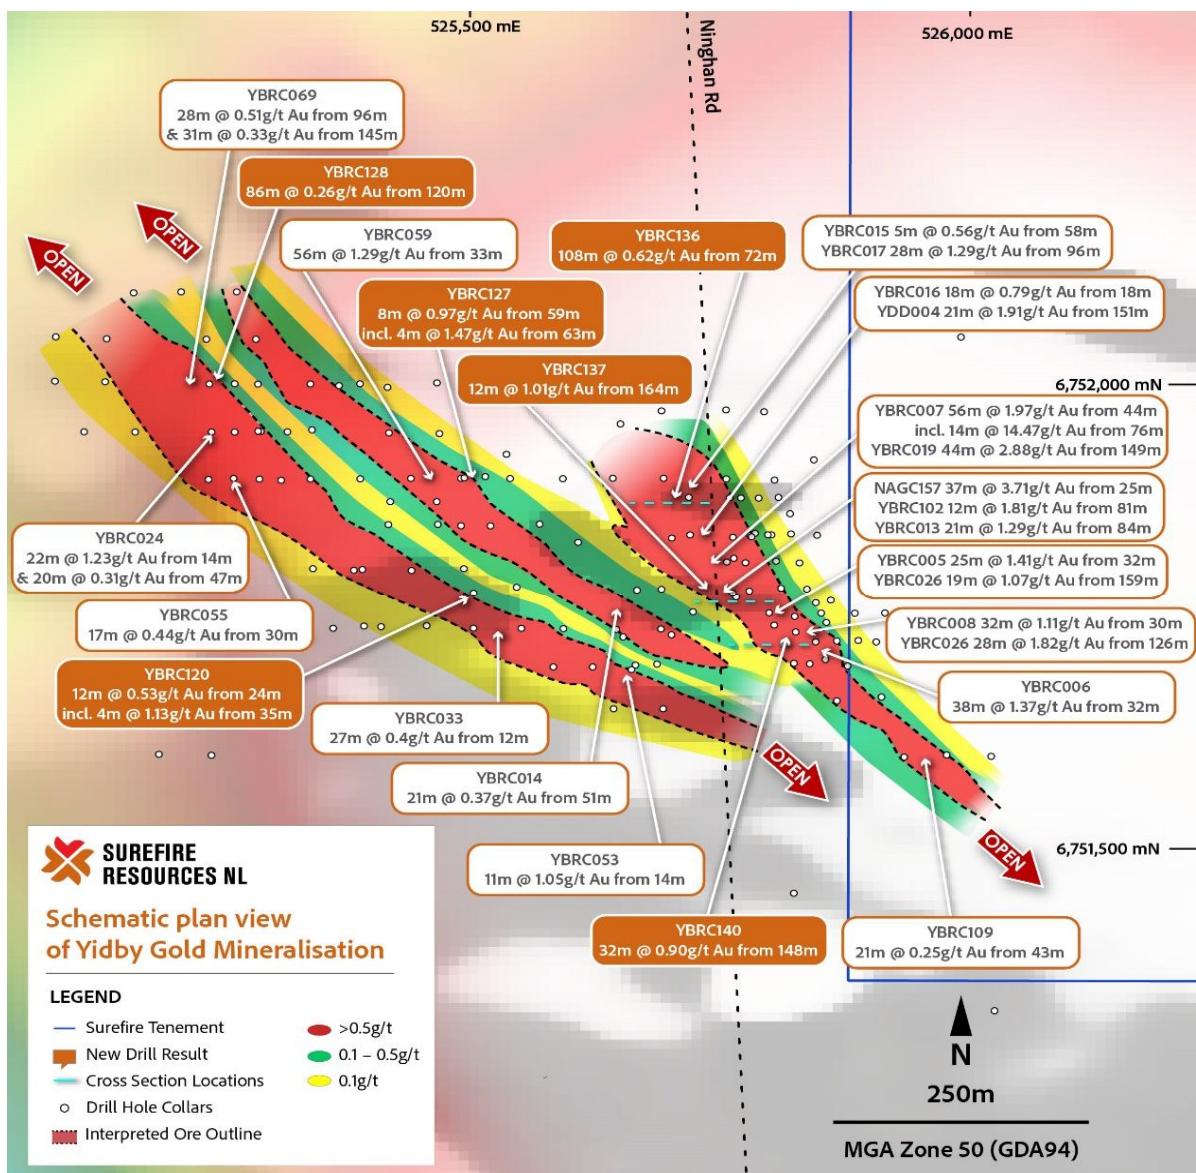 525,500 mE
526,000 mE
Ninghan Rd
YBRC069
28m @ 0.51g/t Au from 96m
& 31m @ 0.33g/t Au from 145m
YBRC128
86m @ 0.26g/t Au from 120m
OPEN
OPEN
YBRC059
56m @ 1.29g/t Au from 33m
YBRC136
108m @ 0.62g/t Au from 72m
YBRC015 5m @ 0.56g/t Au from 58m
YBRC017 28m @ 1.29g/t Au from 96m
YBRC127
8m @ 0.97g/t Au from 59m
incl. 4m @ 1.47g/t Au from 63m
YBRC016 18m @ 0.79g/t Au from 18m
YDD004 21m @ 1.91g/t Au from 151m
YBRC137
12m @ 1.01g/t Au from 164m
6,752,000 mN
YBRC007 56m @ 1.97g/t Au from 44m
incl. 14m @ 14.47g/t Au from 76m
YBRC019 44m @ 2.88g/t Au from 149m
NAGC157 37m @ 3.71g/t Au from 25m
YBRC102 12m @ 1.81g/t Au from 81m
YBRC013 21m @ 1.29g/t Au from 84m
YBRC024
22m @ 1.23g/t Au from 14m
& 20m @ 0.31g/t Au from 47m
YBRC005 25m @ 1.41g/t Au from 32m
YBRC026 19m @ 1.07g/t Au from 159m
YBRC055
17m @ 0.44g/t Au from 30m
YBRC008 32m @ 1.11g/t Au from 30m
YBRC026 28m @ 1.82g/t Au from 126m
YBRC120
12m @ 0.53g/t Au from 24m
incl. 4m @ 1.13g/t Au from 35m
YBRC006
38m @ 1.37g/t Au from 32m
YBRC033
27m @ 0.4g/t Au from 12m
YBRC014
21m @ 0.37g/t Au from 51m
OPEN
OPEN
6,751,500 mN
YBRC053
11m @ 1.05g/t Au from 14m
YBRC140
32m @ 0.90g/t Au from 148m
YBRC109
21m @ 0.25g/t Au from 43m
SUREFIRE
RESOURCES NL
Schematic plan view
of Yidby Gold Mineralisation
LEGEND
Surefire Tenement
>0.5g/t
New Drill Result
0.1 – 0.5g/t
Cross Section Locations
0.1g/t
Drill Hole Collars
Interpreted Ore Outline
N
250m
MGA Zone 50 (GDA94)